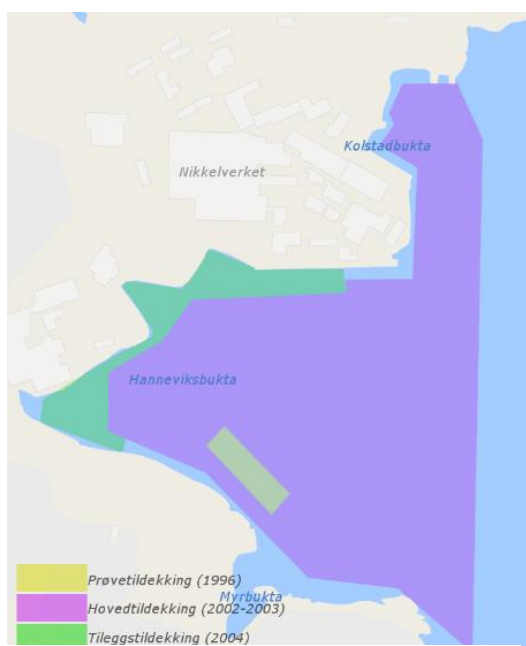 Kolstadbukta
Nikkelverket
Hanneviksbukta
Prøvetildekking (1996)
Myrbukta
Hovedtildekking (2002-2003)
Tileggstildekking (2004)